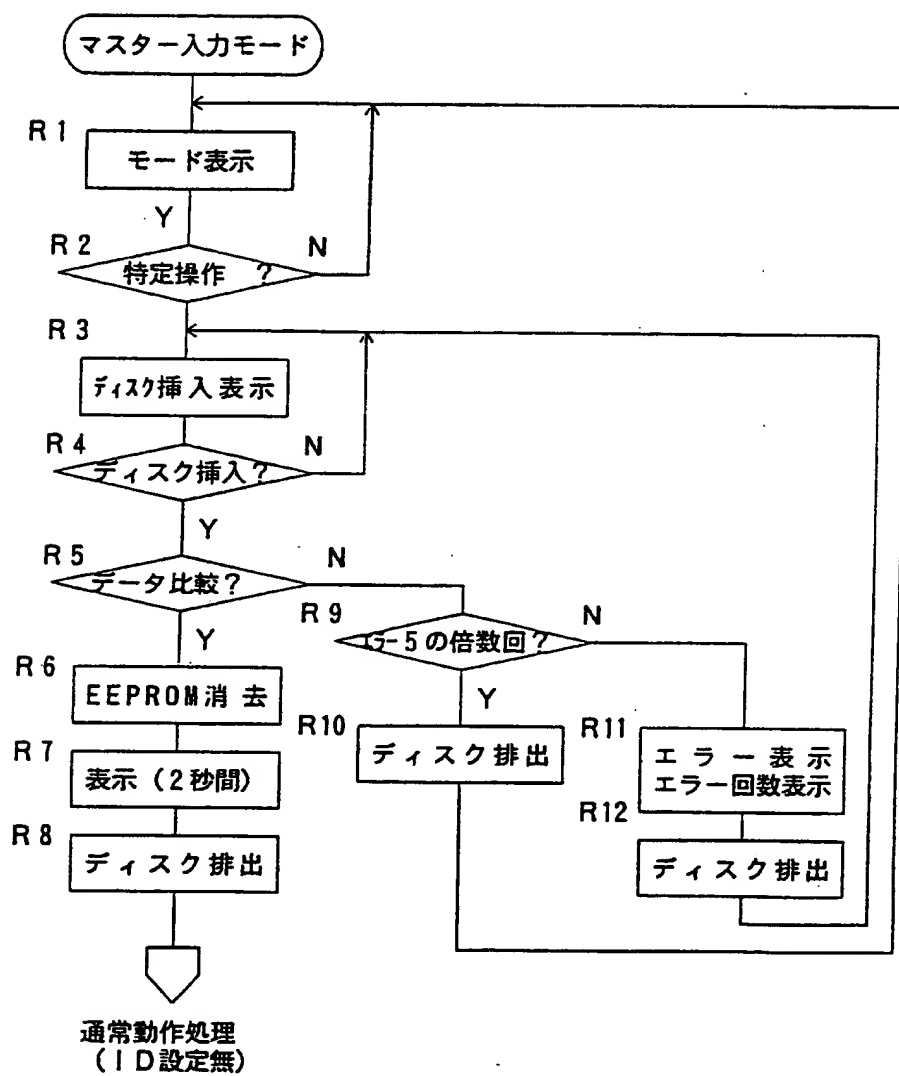 マスター入力モード
R1
モード表示
Y
R2
N
特定操作 ?
R3
ディスク挿入表示
R4
N
ディスク挿入?
Y
R5
N
データ比較?
Y
R9
N
エラー5の倍数回?
Y
R6
EEPROM消去
R10
ディスク排出
R11
エラー表示
エラー回数表示
R7
表示(2秒間)
R12
ディスク排出
R8
ディスク排出
通常動作処理
(ID設定無)